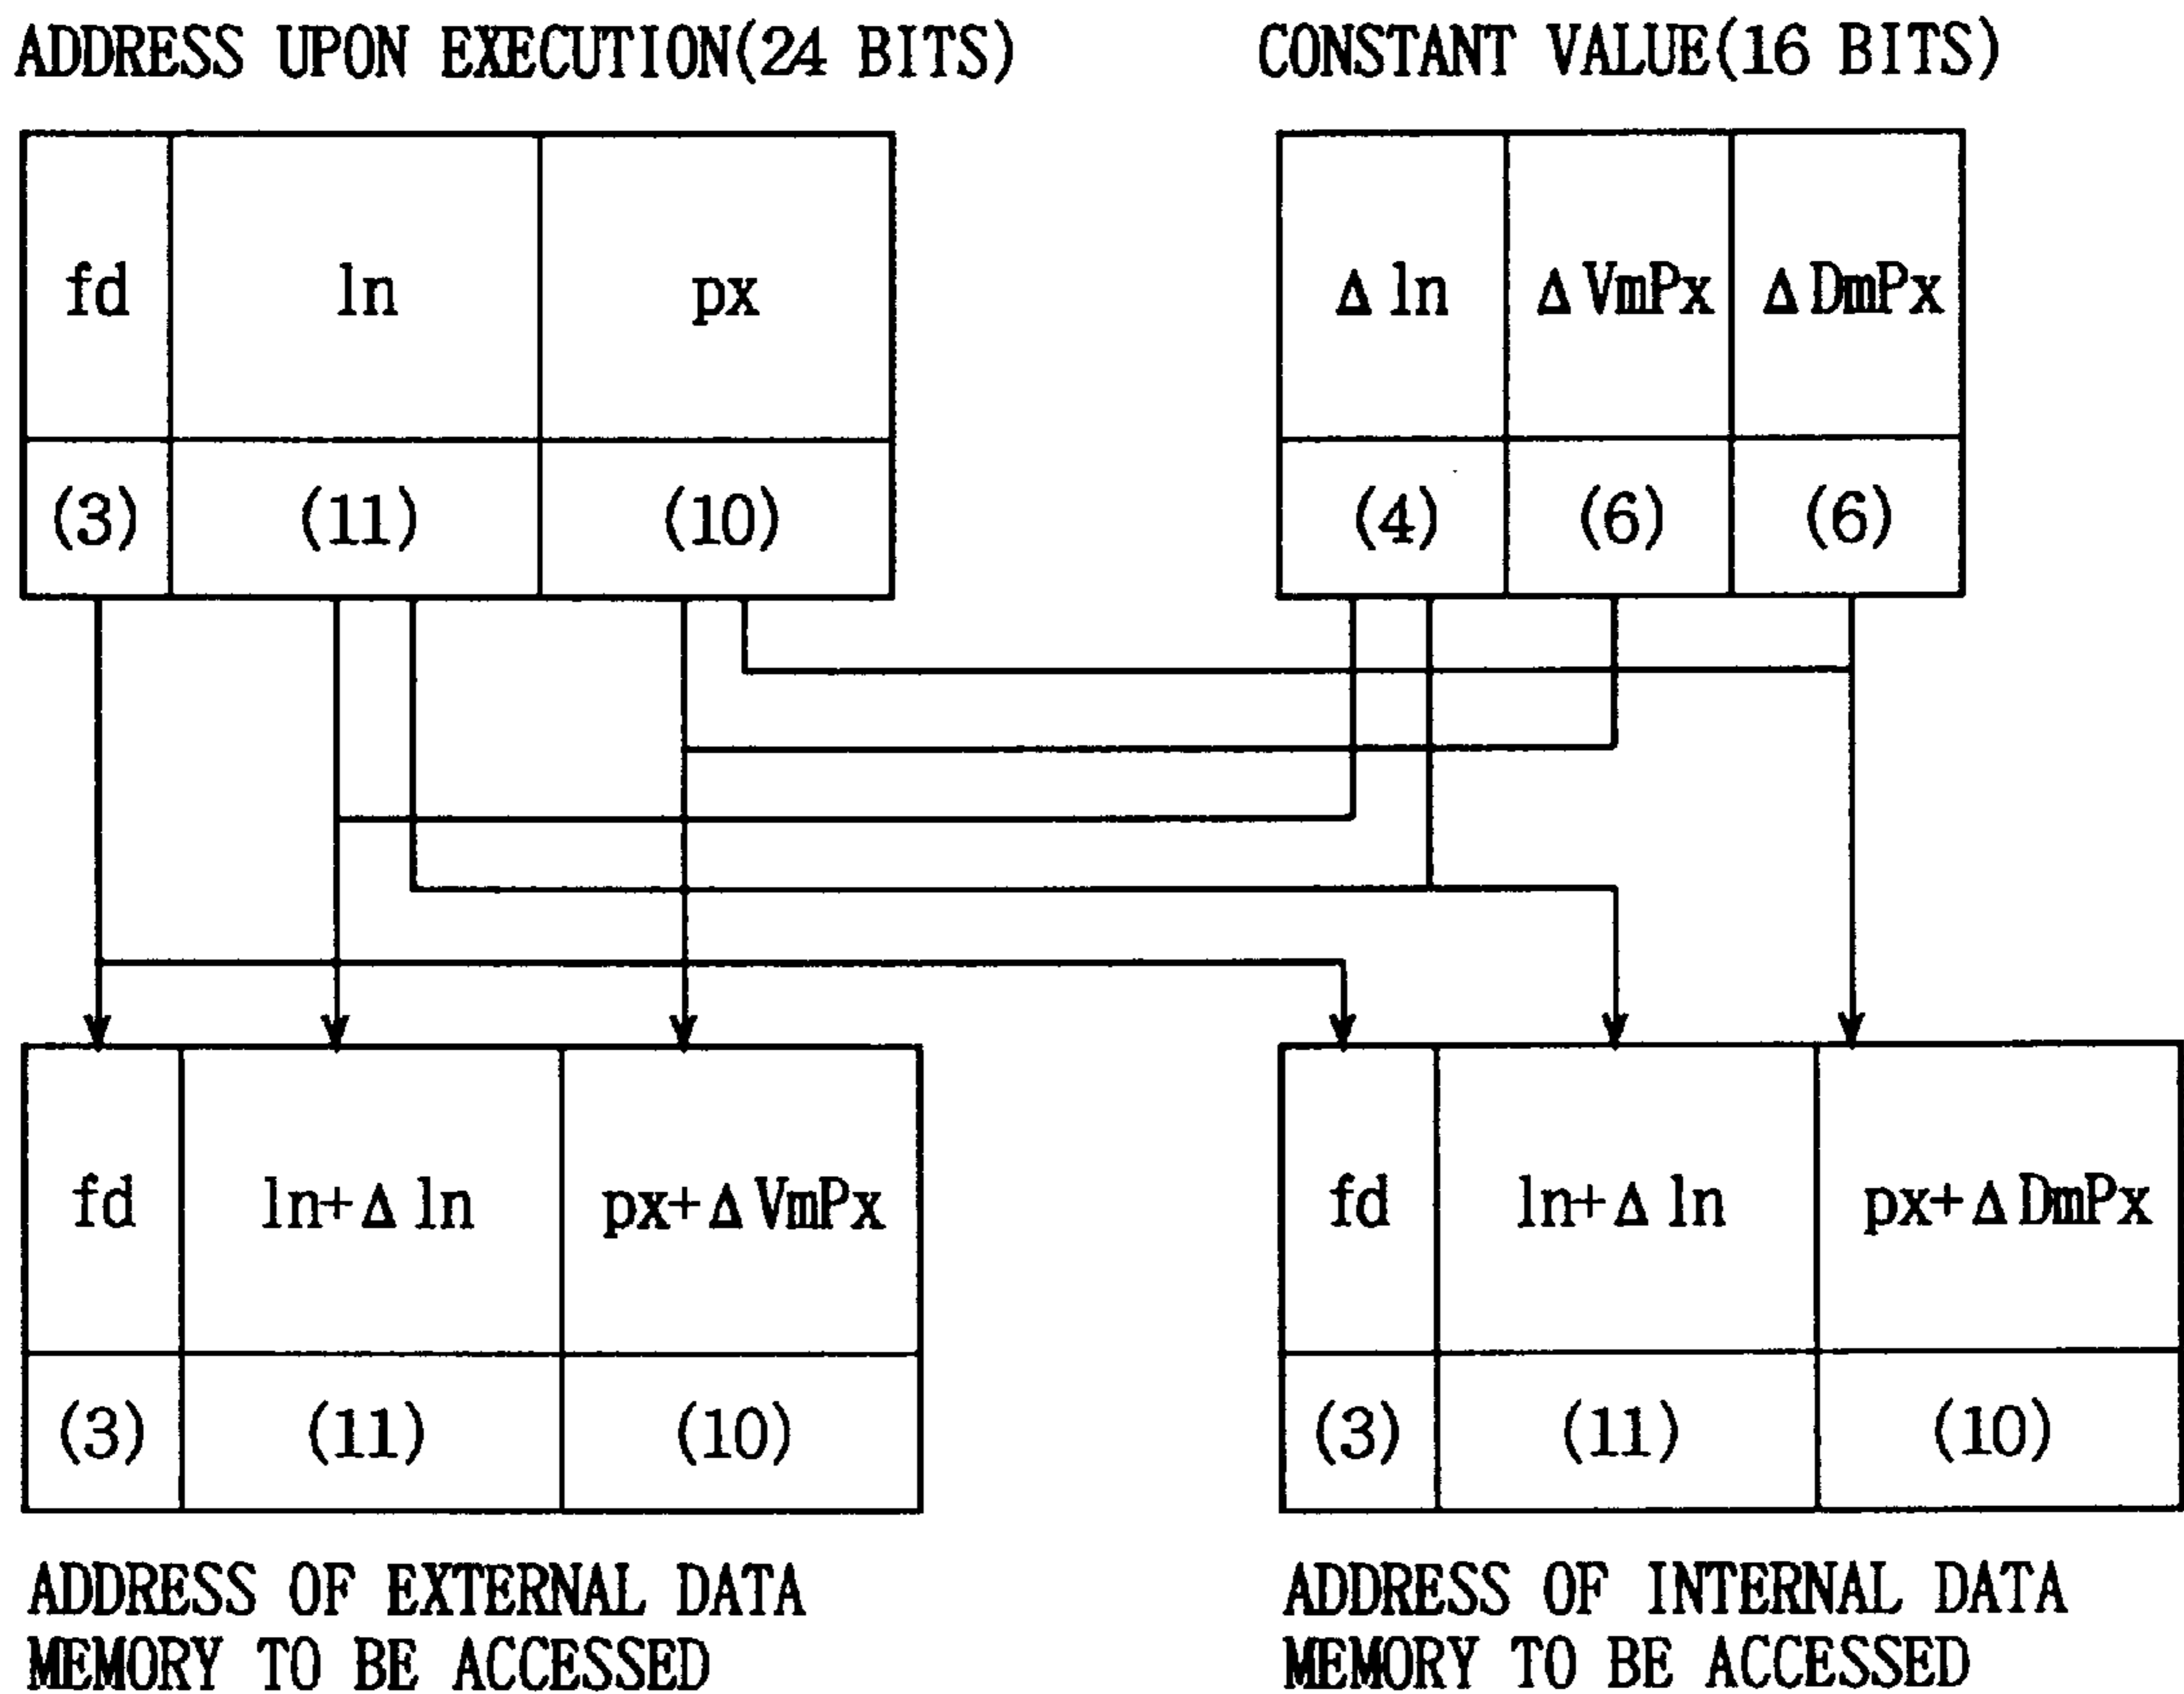 ADDRESS UPON EXECUTION(24 BITS)
CONSTANT VALUE(16 BITS)
fd ln px
(3) (11) (10)
Δ ln Δ VmPx Δ DmPx
(4) (6) (6)
fd ln+Δ ln px+Δ VmPx
(3) (11) (10)
fd ln+Δ ln px+Δ DmPx
(3) (11) (10)
ADDRESS OF EXTERNAL DATA
MEMORY TO BE ACCESSED
ADDRESS OF INTERNAL DATA
MEMORY TO BE ACCESSED